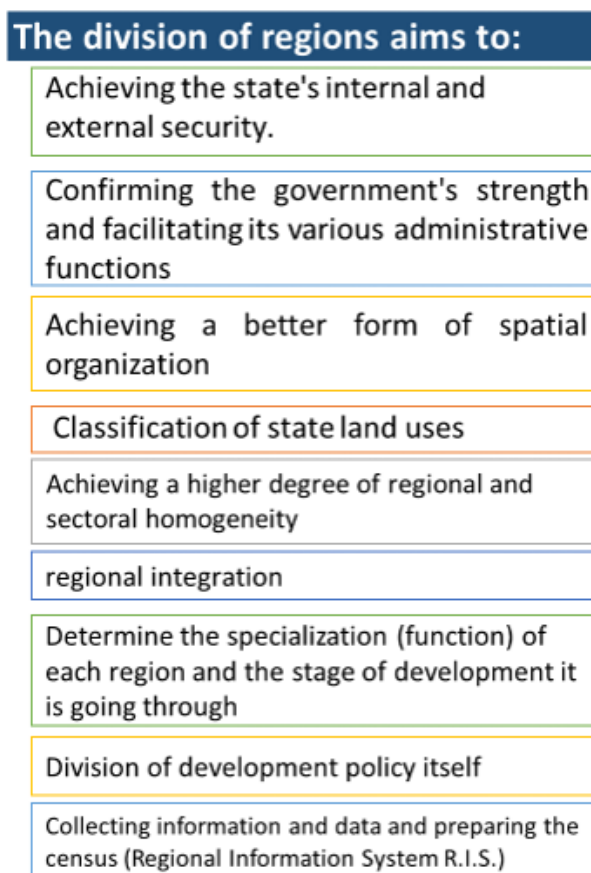 The division of regions aims to:
Achieving the state's internal and
external security.
Confirming the government's strength
and facilitating its various administrative
functions
Achieving a better form of spatial
organization
Classification of state land uses
Achieving a higher degree of regional and
sectoral homogeneity
regional integration
Determine the specialization (function) of
each region and the stage of development it
is going through
Division of development policy itself
Collecting information and data and preparing the
census (Regional Information System R.I.S.)